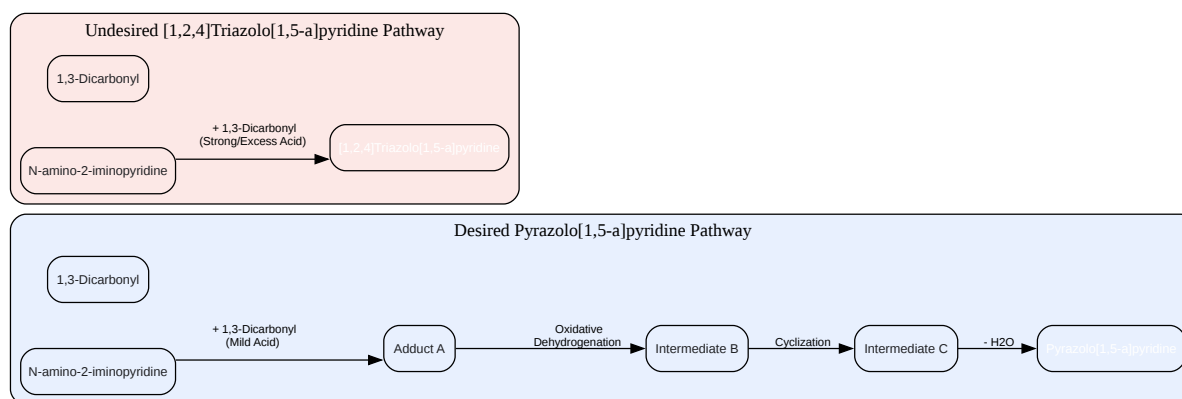 Undesired [1,2,4]Triazolo[1,5-a]pyridine Pathway
1,3-Dicarbonyl
+ 1,3-Dicarbonyl
(Strong/Excess Acid)
[1,2,4]Triazolo[1,5-a]pyridine
N-amino-2-iminopyridine
Desired Pyrazolo[1,5-a]pyridine Pathway
1,3-Dicarbonyl
+ 1,3-Dicarbonyl
(Mild Acid)
Oxidative
Dehydrogenation
Cyclization
- H2O
Adduct A
Intermediate B
Intermediate C
Pyrazolo[1,5-a]pyridine
N-amino-2-iminopyridine